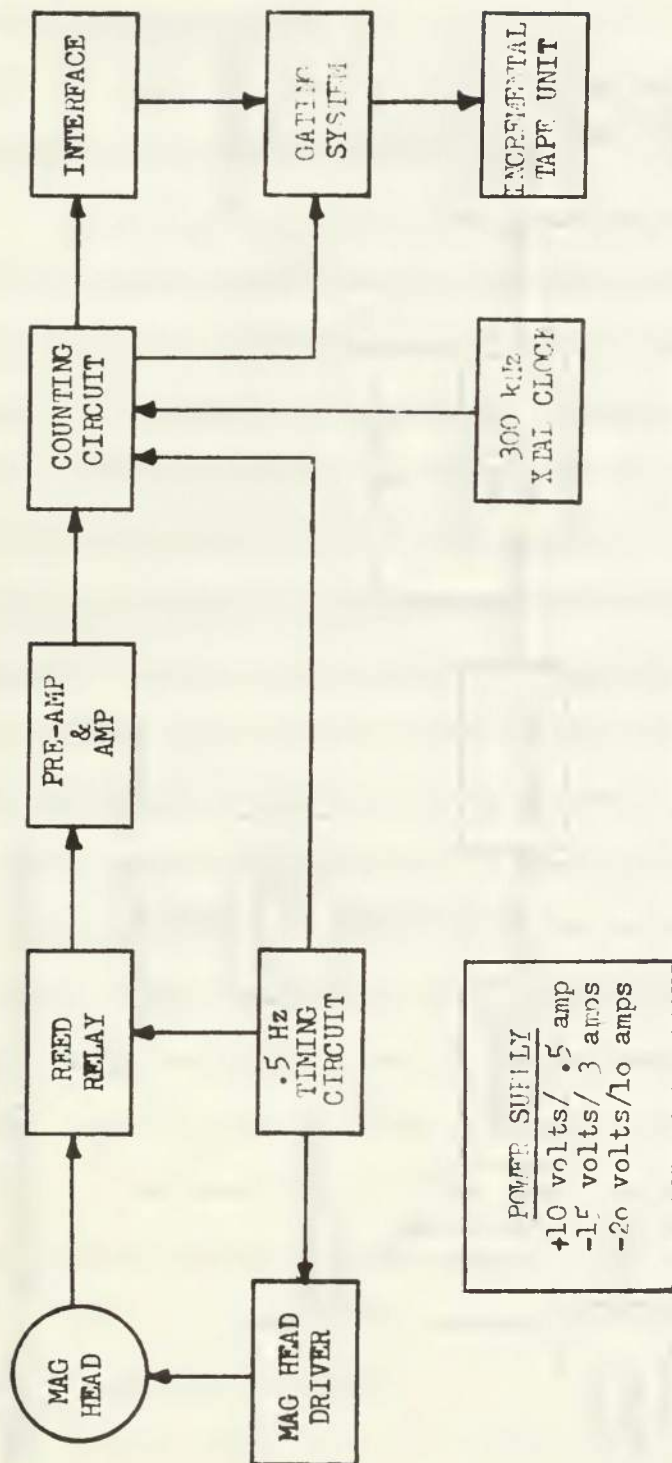 MAG
HEAD
REED
RELAY
PRE-AMP
&
AMP
COUNTING
CIRCUIT
INTERFACE
MAG HEAD
DRIVER
.5 Hz
TIMING
CIRCUIT
GATING
SYSTEM
300 kHz
XTAL CLOCK
INCREMENTAL
TAPE UNIT
POWER SUPPLY
+10 volts/ .5 amp
-15 volts/ 3 amps
-20 volts/10 amps